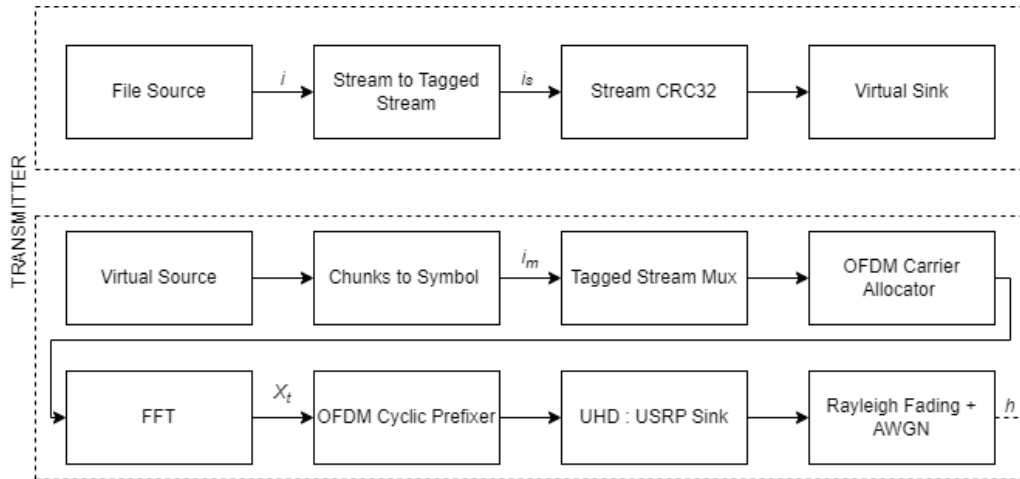 TRANSMITTER
File Source
i
Stream to Tagged
Stream
is
Stream CRC32
Virtual Sink
Virtual Source
Chunks to Symbol
im
Tagged Stream Mux
OFDM Carrier
Allocator
FFT
Xt
OFDM Cyclic Prefixer
UHD : USRP Sink
Rayleigh Fading +
AWGN
h